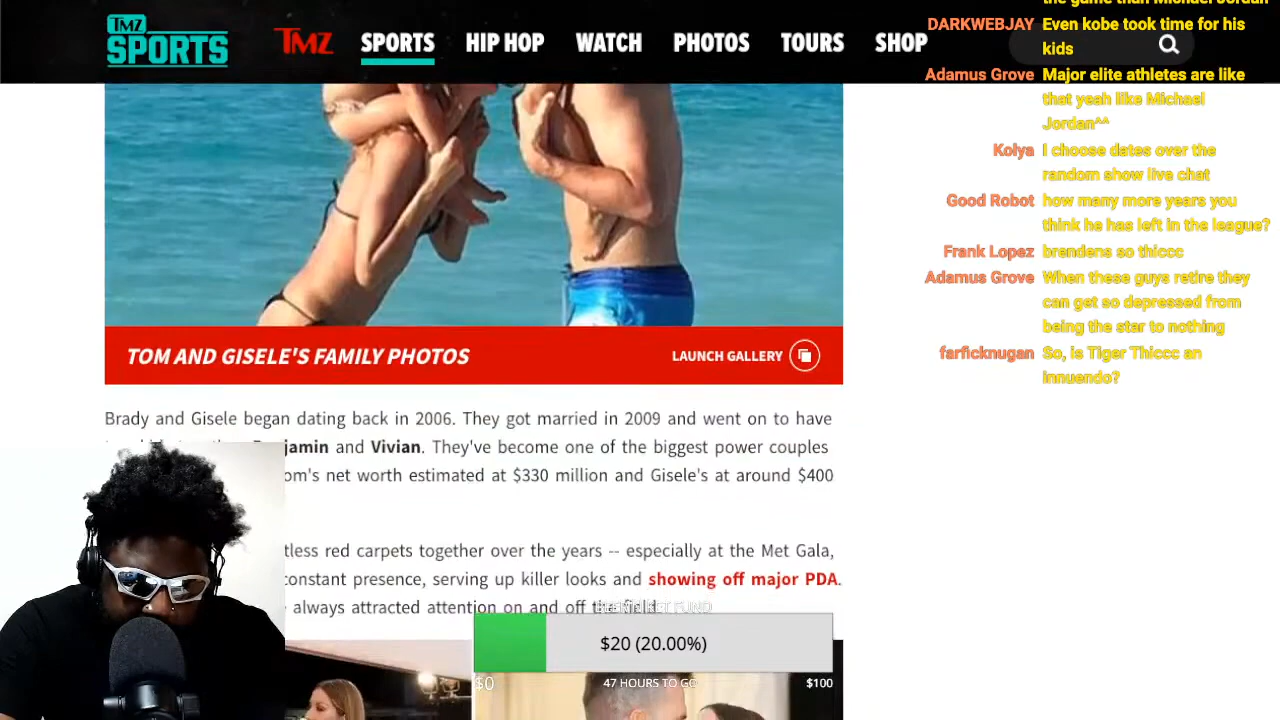 TMZ
SPORTS
TMZ
SPORTS
HIP HOP
WATCH
PHOTOS
TOURS
SHOP
the game than Michael Jordan
DARKWEBJAY Even kobe took time for his
kids
Adamus Grove Major elite athletes are like
that yeah like Michael
Jordan^^
Kolya I choose dates over the
random show live chat
Good Robot how many more years you
think he has left in the league?
Frank Lopez brendens so thiccc
Adamus Grove When these guys retire they
can get so depressed from
being the star to nothing
farficknugan So, is Tiger Thiccc an
innuendo?
TOM AND GISELE'S FAMILY PHOTOS
LAUNCH GALLERY
Brady and Gisele began dating back in 2006. They got married in 2009 and went on to have
and Vivian. They've become one of the biggest power couples
net worth estimated at $330 million and Gisele's at around $400
red carpets together over the years -- especially at the Met Gala,
constant presence, serving up killer looks and showing off major PDA.
always attracted attention on and off the
FUND
$20 (20.00%)
$0
47 HOURS TO GO
$100